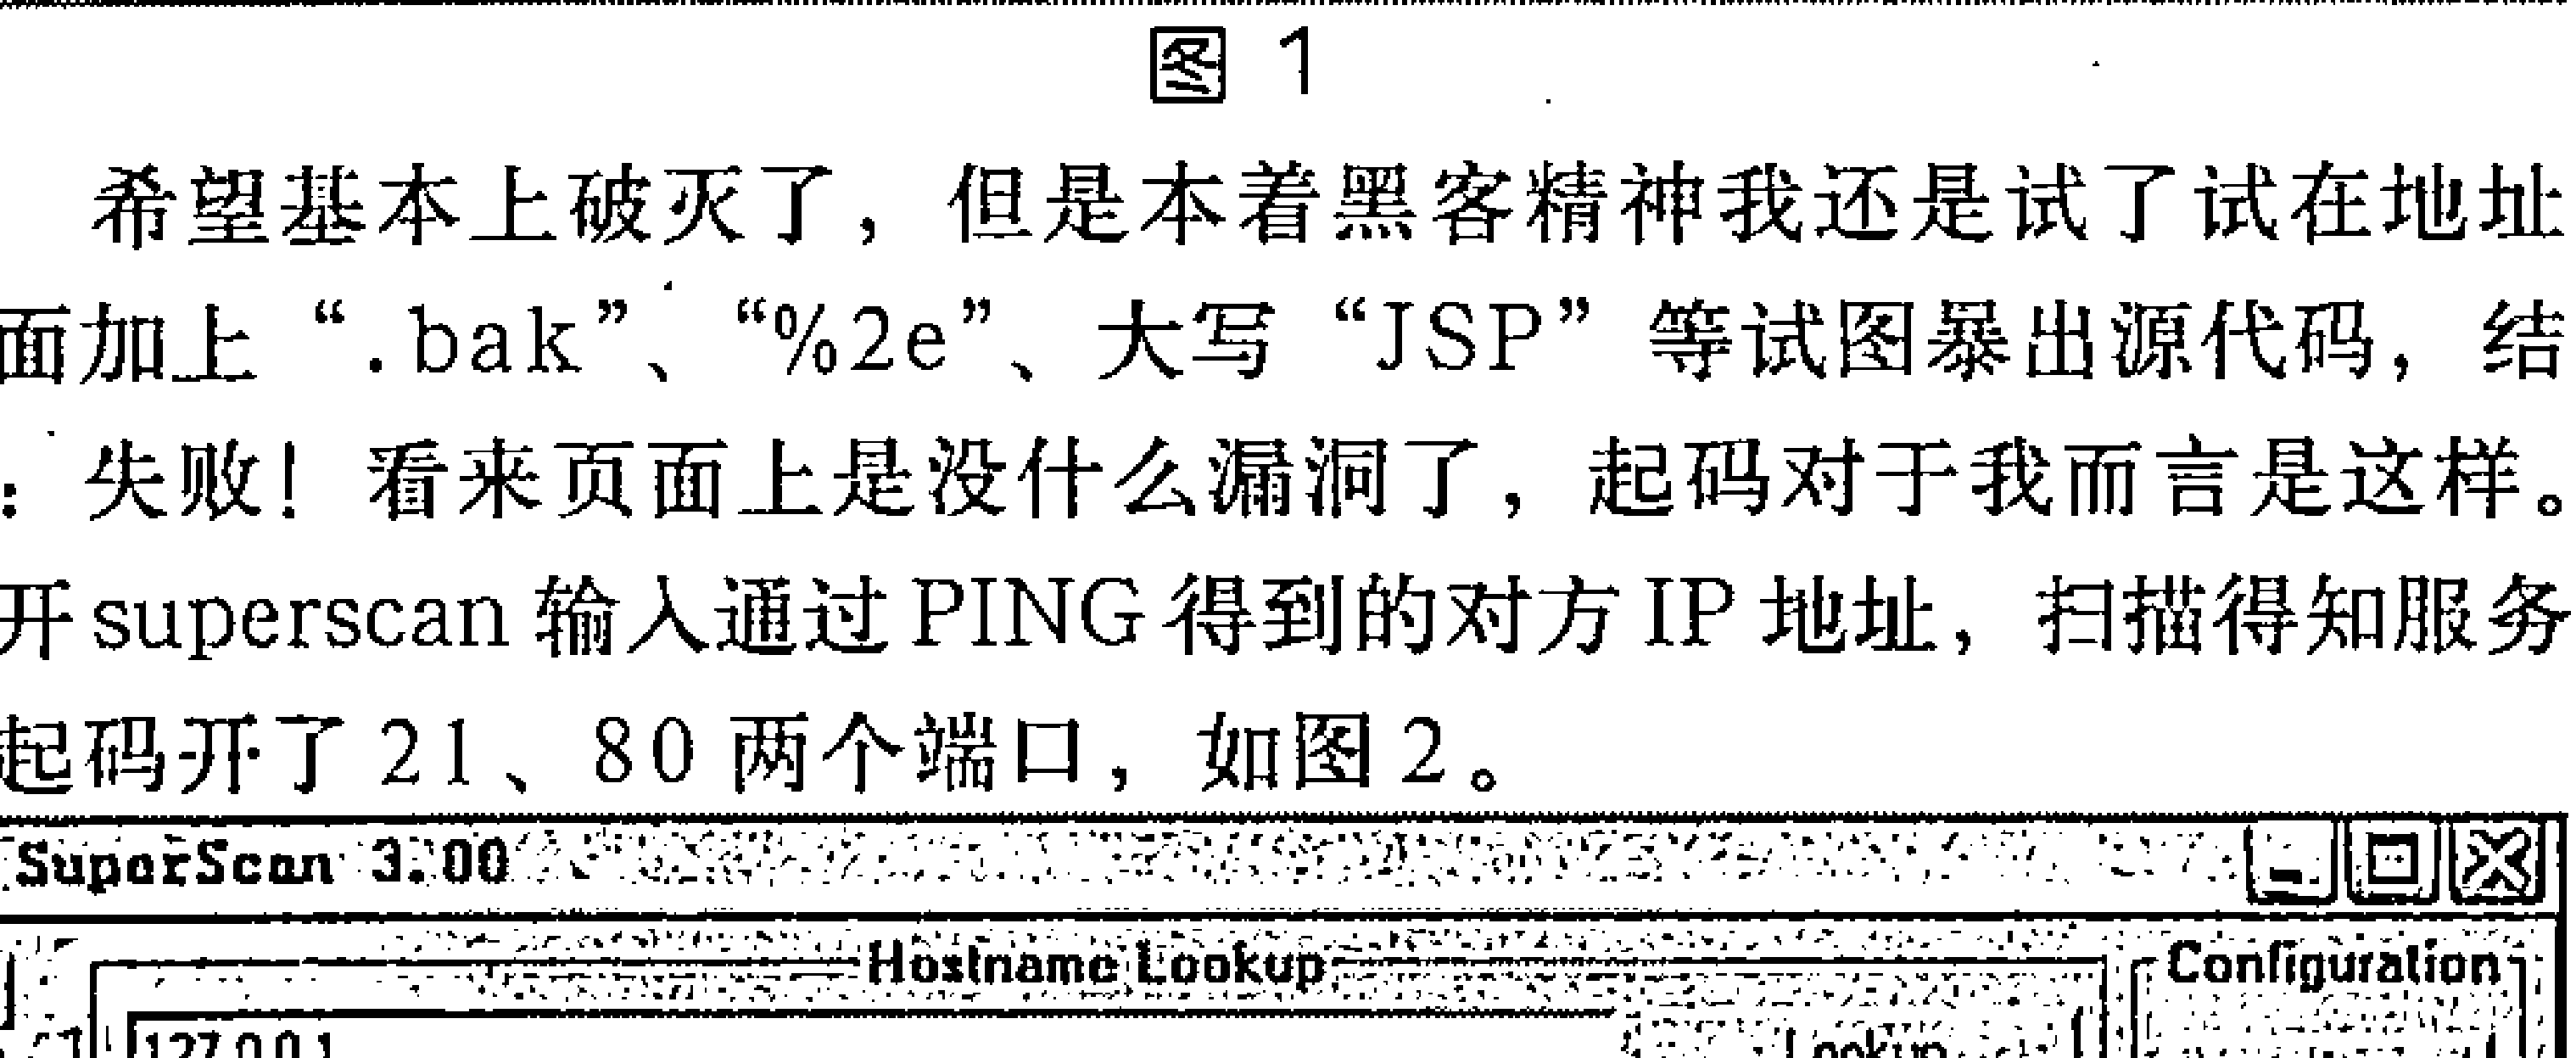 图 1
希望基本上破灭了，但是本着黑客精神我还是试了试在地址
面加上“.bak”、“%2e”、大写“JSP”等试图暴出源代码，结
：失败！看来页面上是没什么漏洞了，起码对于我而言是这样。
开superscan输入通过PING得到的对方IP地址，扫描得知服务
起码开了21、80两个端口，如图2。
SuperScan 3.00
Hostname Lookup Configuration
127.0.0.1 Lookup